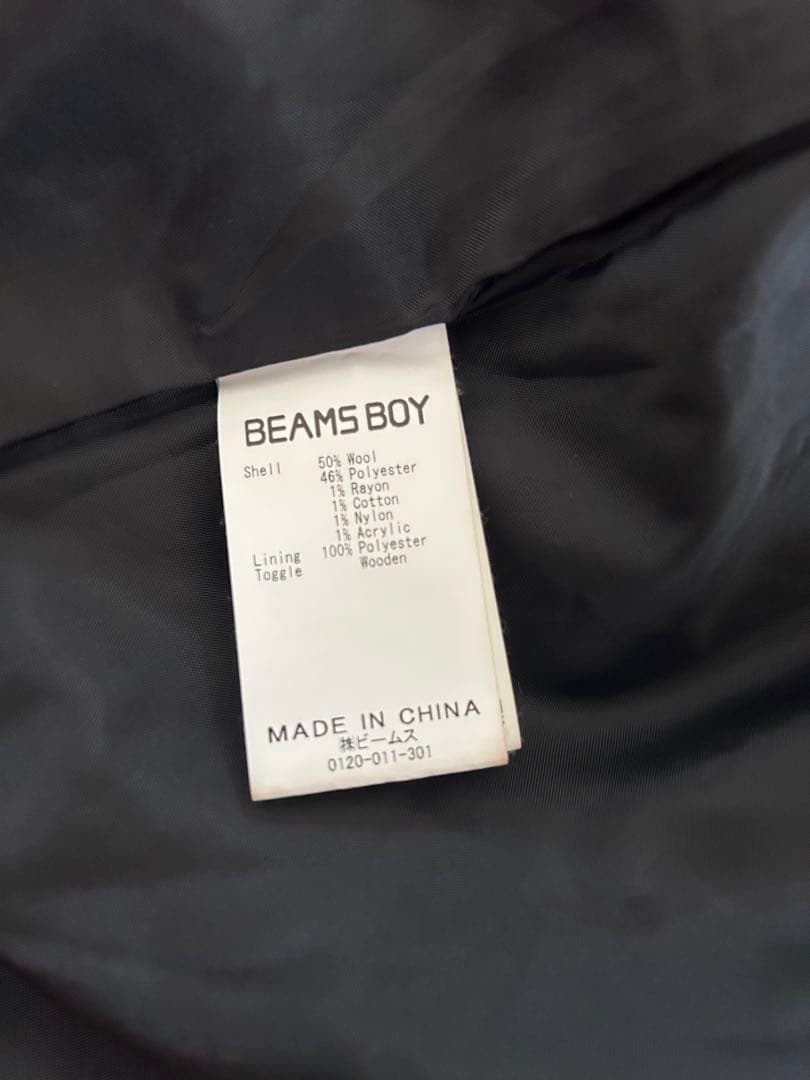 BEAMS BOY
Shell 50% Wool
46% Polyester
1% Rayon
1% Cotton
1% Nylon
1% Acrylic
Lining 100% Polyester
Toggle Wooden
MADE IN CHINA
㈱ビームス
0120-011-301